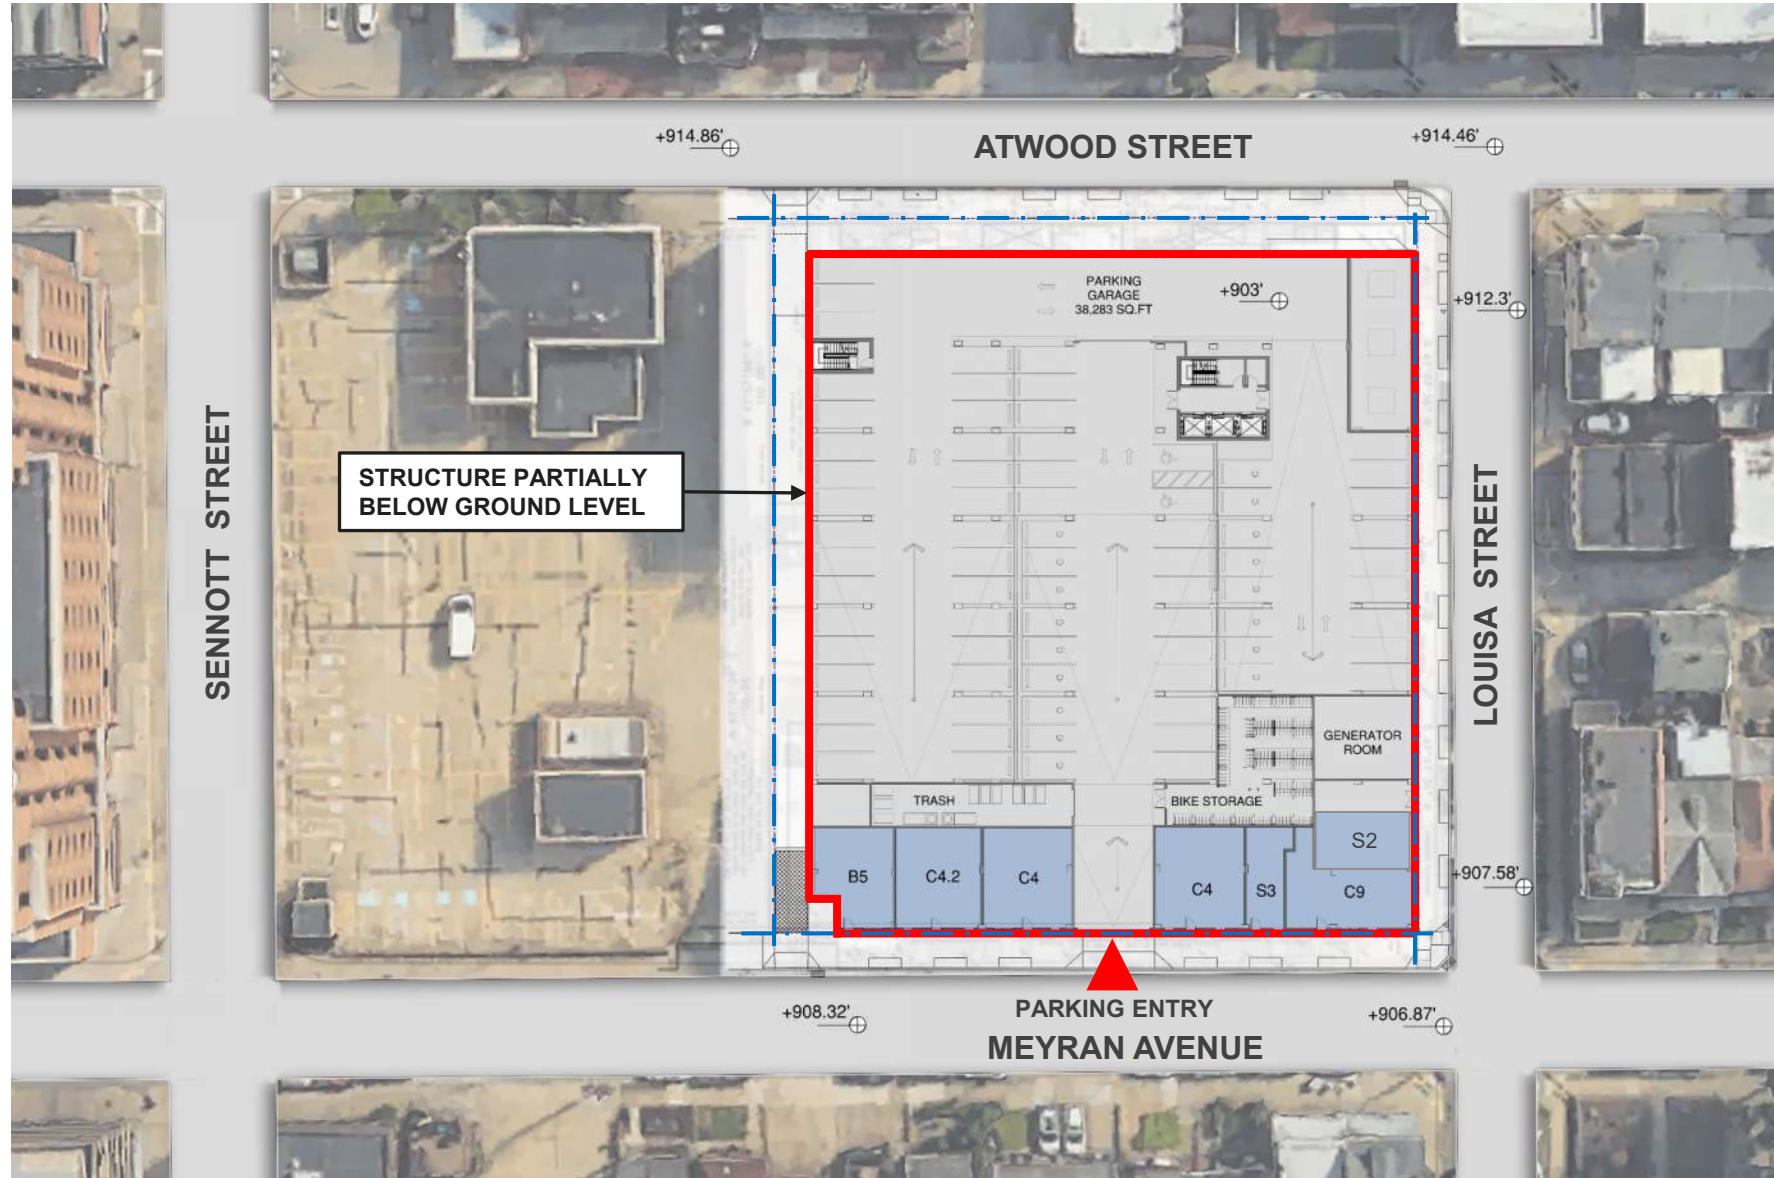 +914.86'
ATWOOD STREET
+914.46'
PARKING
GARAGE
38,283 SQ.FT
+903'
+912.3'
SENNOTT STREET
STRUCTURE PARTIALLY
BELOW GROUND LEVEL
LOUISA STREET
GENERATOR
ROOM
TRASH
BIKE STORAGE
S2
B5
C4.2
C4
C4
S3
C9
+907.58'
+908.32'
PARKING ENTRY
+906.87'
MEYRAN AVENUE